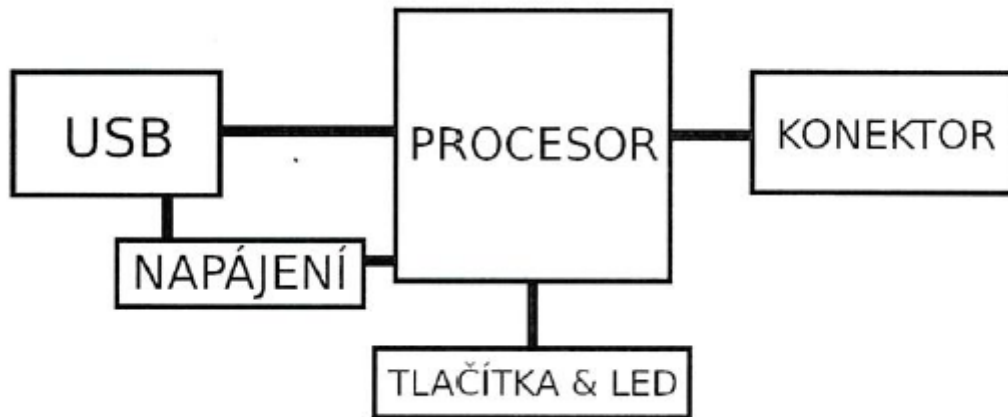 USB
PROCESOR
KONEKTOR
NAPÁJENÍ
TLAČÍTKA & LED